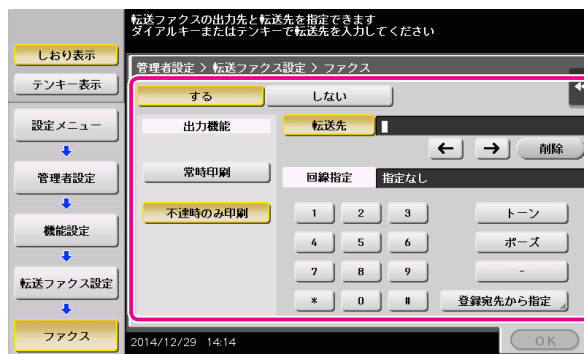 転送ファクスの出力先と転送先を指定できます
ダイアルキーまたはテンキーで転送先を入力してください
しおり表示
テンキー表示
設定メニュー
管理者設定
機能設定
転送ファクス設定
ファクス
管理者設定 > 転送ファクス設定 > ファクス
する
しない
出力機能
常時印刷
不達時のみ印刷
転送先
← → 削除
回線指定 指定なし
1 2 3 トーン
4 5 6 ポーズ
7 8 9 -
* 0 # 登録宛先から指定
2014/12/29 14:14
OK